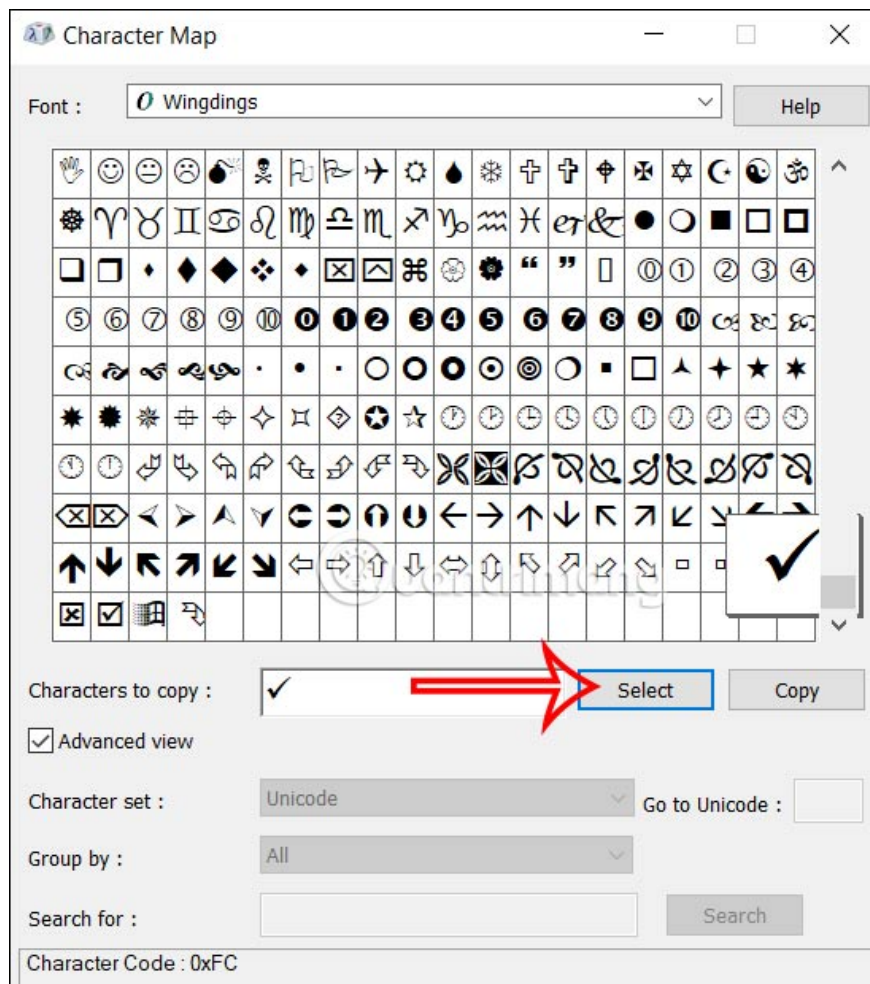 Character Map
Font : Wingdings Help
Characters to copy : ✓ Select Copy
Advanced view
Character set : Unicode Go to Unicode :
Group by : All
Search for : Search
Character Code : 0xFC